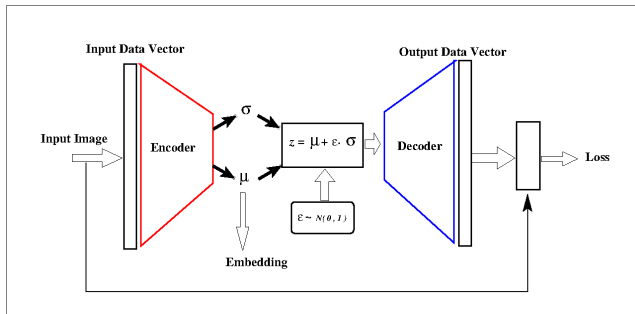 Input Data Vector
Output Data Vector
Input Image
Encoder
σ
μ
z = μ + ε · σ
ε ~ N(0, 1)
Embedding
Decoder
Loss